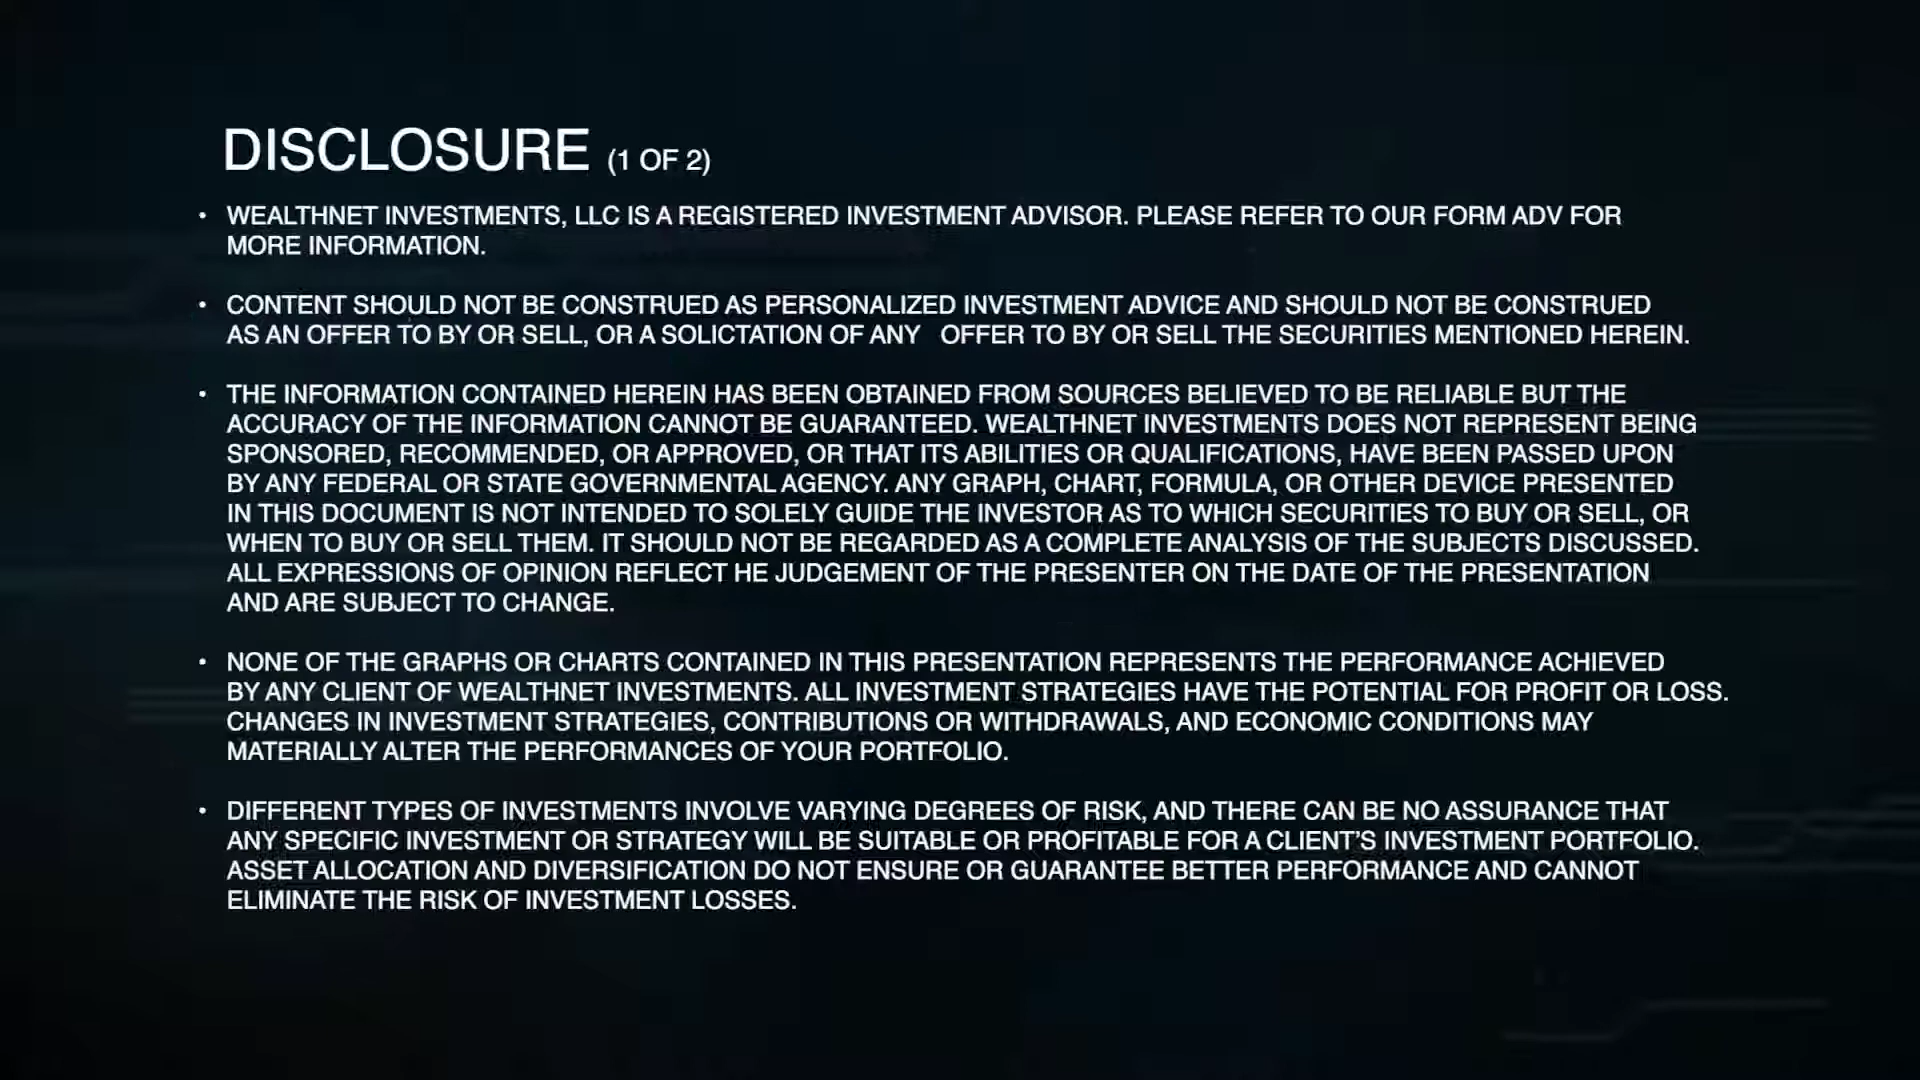 DISCLOSURE (1 OF 2)
• WEALTHNET INVESTMENTS, LLC IS A REGISTERED INVESTMENT ADVISOR. PLEASE REFER TO OUR FORM ADV FOR
MORE INFORMATION.
• CONTENT SHOULD NOT BE CONSTRUED AS PERSONALIZED INVESTMENT ADVICE AND SHOULD NOT BE CONSTRUED
AS AN OFFER TO BY OR SELL, OR A SOLICTATION OF ANY OFFER TO BY OR SELL THE SECURITIES MENTIONED HEREIN.
• THE INFORMATION CONTAINED HEREIN HAS BEEN OBTAINED FROM SOURCES BELIEVED TO BE RELIABLE BUT THE
ACCURACY OF THE INFORMATION CANNOT BE GUARANTEED. WEALTHNET INVESTMENTS DOES NOT REPRESENT BEING
SPONSORED, RECOMMENDED, OR APPROVED, OR THAT ITS ABILITIES OR QUALIFICATIONS, HAVE BEEN PASSED UPON
BY ANY FEDERAL OR STATE GOVERNMENTAL AGENCY. ANY GRAPH, CHART, FORMULA, OR OTHER DEVICE PRESENTED
IN THIS DOCUMENT IS NOT INTENDED TO SOLELY GUIDE THE INVESTOR AS TO WHICH SECURITIES TO BUY OR SELL, OR
WHEN TO BUY OR SELL THEM. IT SHOULD NOT BE REGARDED AS A COMPLETE ANALYSIS OF THE SUBJECTS DISCUSSED.
ALL EXPRESSIONS OF OPINION REFLECT HE JUDGEMENT OF THE PRESENTER ON THE DATE OF THE PRESENTATION
AND ARE SUBJECT TO CHANGE.
• NONE OF THE GRAPHS OR CHARTS CONTAINED IN THIS PRESENTATION REPRESENTS THE PERFORMANCE ACHIEVED
BY ANY CLIENT OF WEALTHNET INVESTMENTS. ALL INVESTMENT STRATEGIES HAVE THE POTENTIAL FOR PROFIT OR LOSS.
CHANGES IN INVESTMENT STRATEGIES, CONTRIBUTIONS OR WITHDRAWALS, AND ECONOMIC CONDITIONS MAY
MATERIALLY ALTER THE PERFORMANCES OF YOUR PORTFOLIO.
• DIFFERENT TYPES OF INVESTMENTS INVOLVE VARYING DEGREES OF RISK, AND THERE CAN BE NO ASSURANCE THAT
ANY SPECIFIC INVESTMENT OR STRATEGY WILL BE SUITABLE OR PROFITABLE FOR A CLIENT’S INVESTMENT PORTFOLIO.
ASSET ALLOCATION AND DIVERSIFICATION DO NOT ENSURE OR GUARANTEE BETTER PERFORMANCE AND CANNOT
ELIMINATE THE RISK OF INVESTMENT LOSSES.